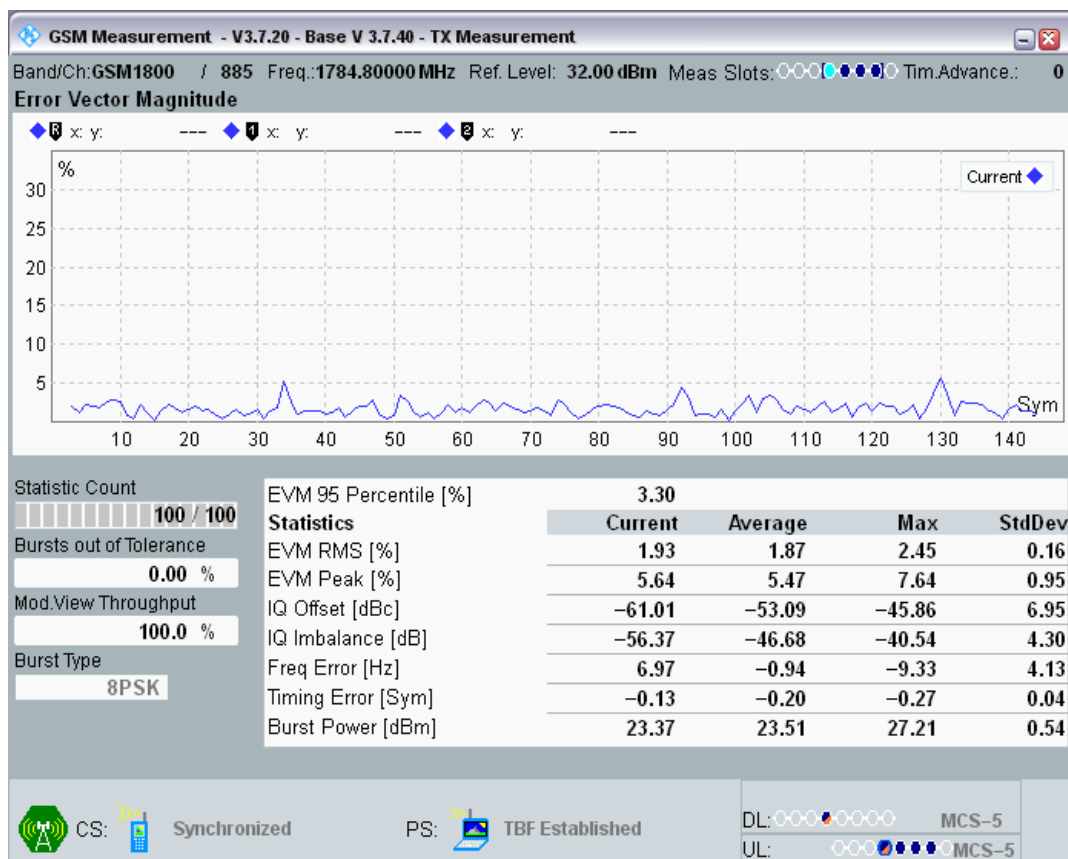 GSM Measurement - V3.7.20 - Base V 3.7.40 - TX Measurement
Band/Ch:GSM1800 / 885 Freq.:1784.80000 MHz Ref. Level: 32.00 dBm Meas Slots: Tim.Advance.: 0
Error Vector Magnitude
R x: y: --- 1 x: y: --- 2 x: y: ---
%
Current
30
25
20
15
10
5
Sym
10 20 30 40 50 60 70 80 90 100 110 120 130 140
Statistic Count
100 / 100
Bursts out of Tolerance
0.00 %
Mod.View Throughput
100.0 %
Burst Type
8PSK
EVM 95 Percentile [%] 3.30
Statistics Current Average Max StdDev
EVM RMS [%] 1.93 1.87 2.45 0.16
EVM Peak [%] 5.64 5.47 7.64 0.95
IQ Offset [dBc] −61.01 −53.09 −45.86 6.95
IQ Imbalance [dB] −56.37 −46.68 −40.54 4.30
Freq Error [Hz] 6.97 −0.94 −9.33 4.13
Timing Error [Sym] −0.13 −0.20 −0.27 0.04
Burst Power [dBm] 23.37 23.51 27.21 0.54
CS: Synchronized PS: TBF Established
DL: MCS−5
UL: MCS−5